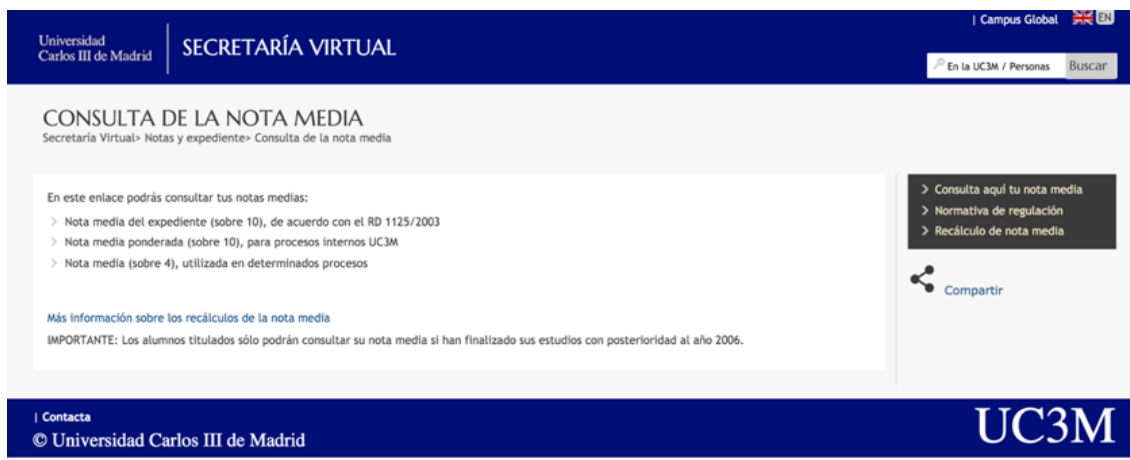 | Campus Global EN
Universidad
Carlos III de Madrid
SECRETARÍA VIRTUAL
En la UC3M / Personas Buscar
CONSULTA DE LA NOTA MEDIA
Secretaría Virtual> Notas y expediente> Consulta de la nota media
En este enlace podrás consultar tus notas medias:
> Nota media del expediente (sobre 10), de acuerdo con el RD 1125/2003
> Nota media ponderada (sobre 10), para procesos internos UC3M
> Nota media (sobre 4), utilizada en determinados procesos
Más información sobre los recálculos de la nota media
IMPORTANTE: Los alumnos titulados sólo podrán consultar su nota media si han finalizado sus estudios con posterioridad al año 2006.
> Consulta aquí tu nota media
> Normativa de regulación
> Recálculo de nota media
Compartir
| Contacta
© Universidad Carlos III de Madrid
UC3M